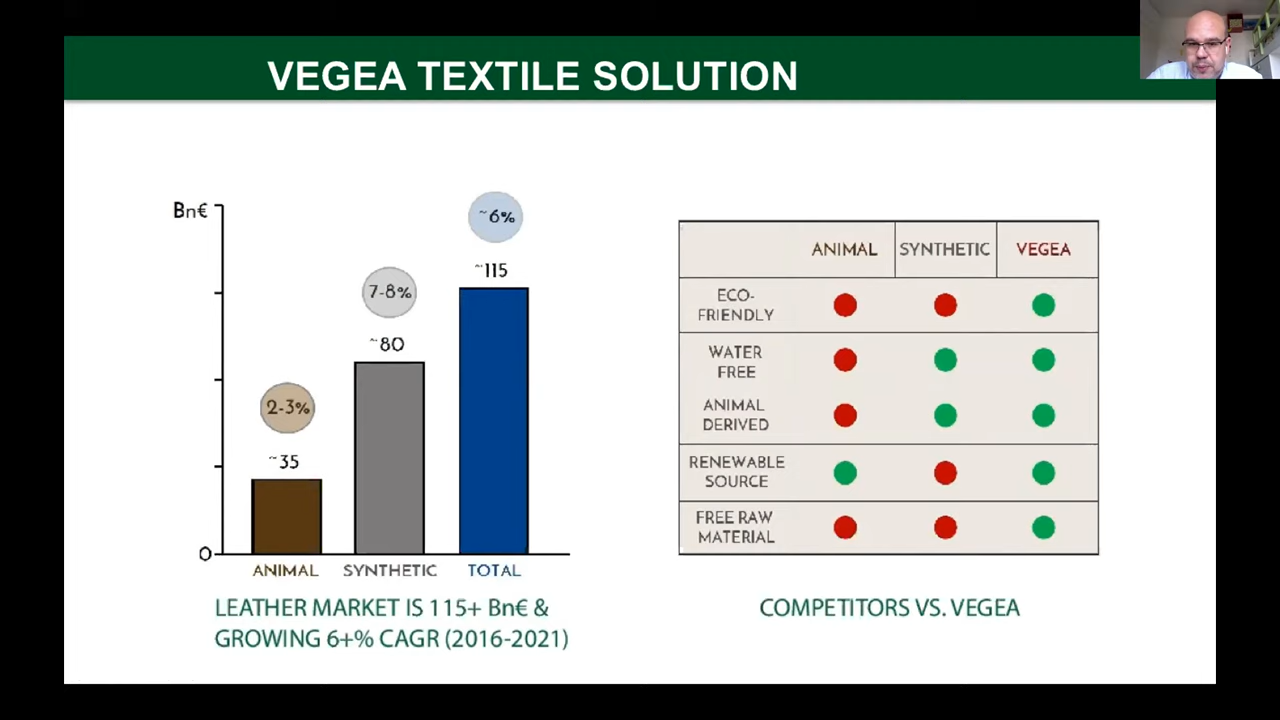 VEGEA TEXTILE SOLUTION
Bn€
~6%
~115
7-8%
~80
2-3%
~35
0
ANIMAL SYNTHETIC TOTAL
LEATHER MARKET IS 115+ Bn€ &
GROWING 6+% CAGR (2016-2021)
ANIMAL SYNTHETIC VEGEA
ECO-
FRIENDLY
WATER
FREE
ANIMAL
DERIVED
RENEWABLE
SOURCE
FREE RAW
MATERIAL
COMPETITORS VS. VEGEA